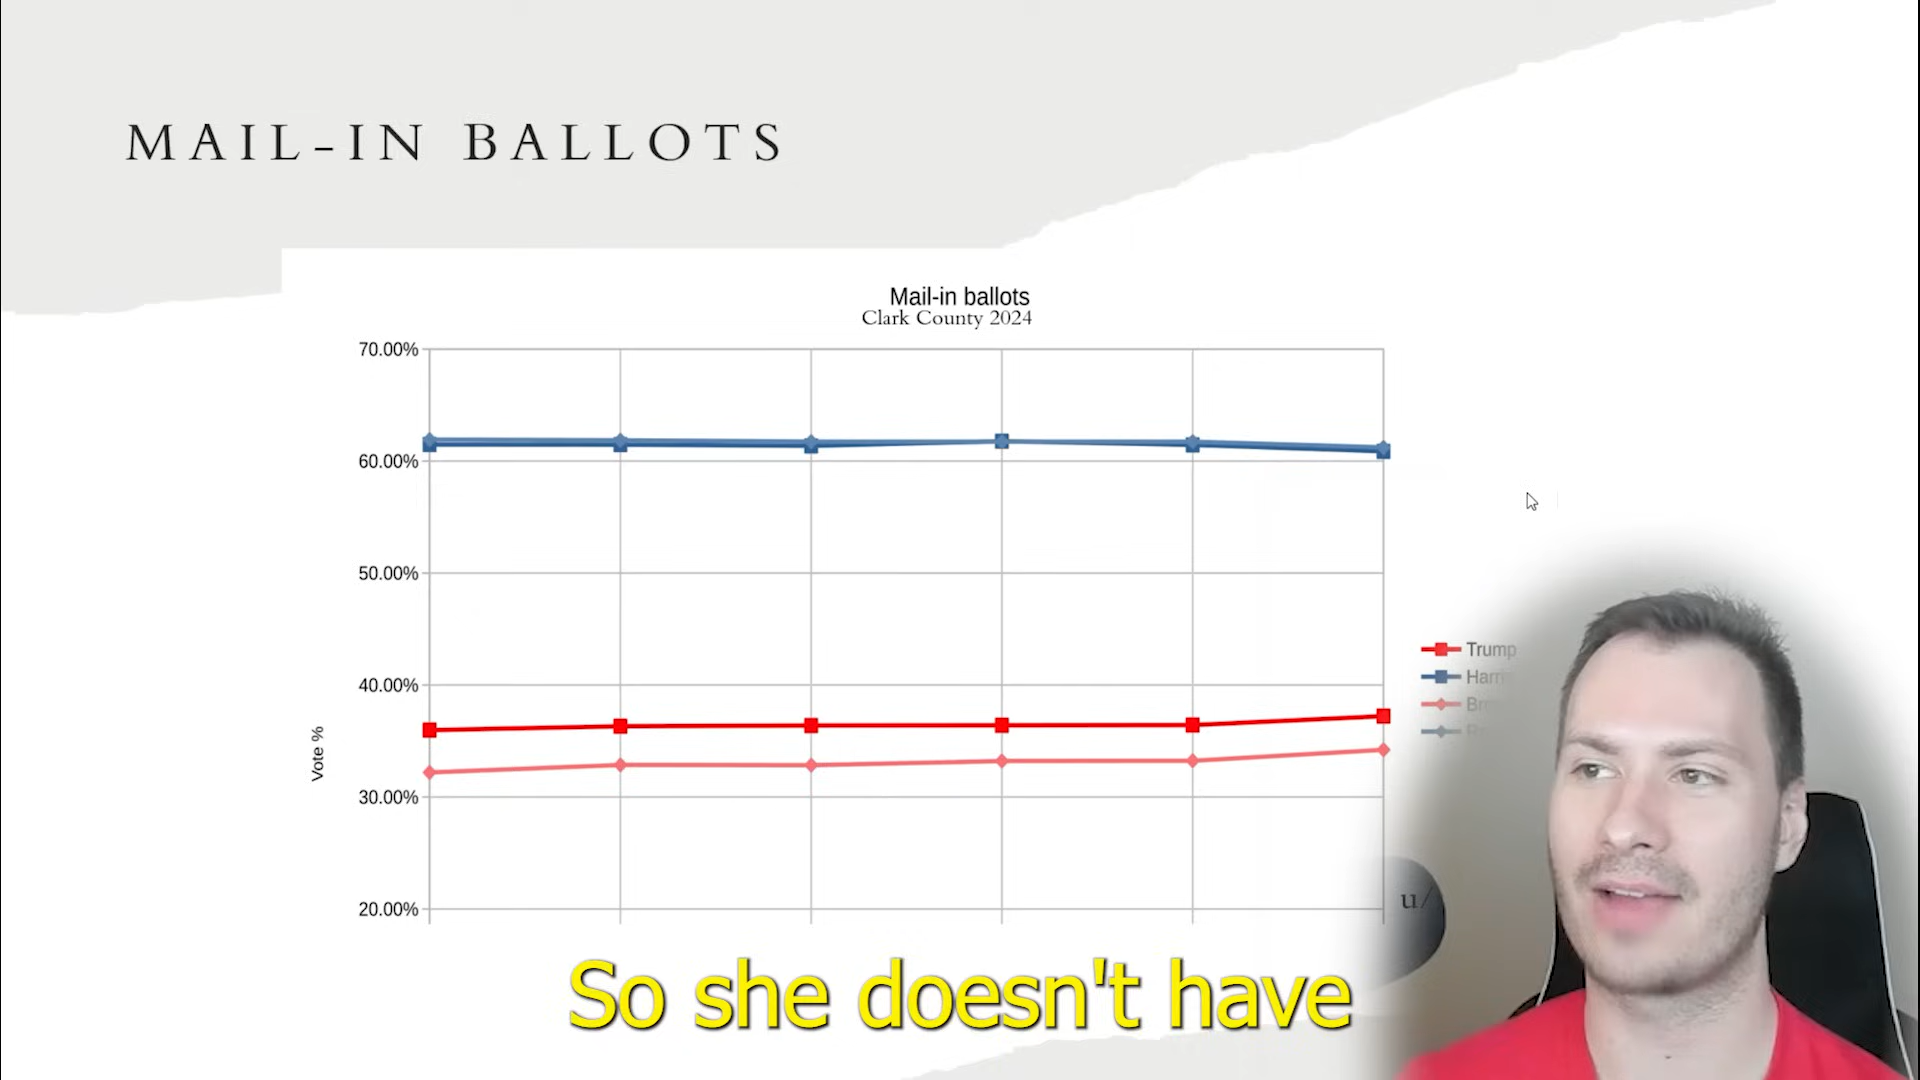 MAIL-IN BALLOTS
Mail-in ballots
Clark County 2024
70.00%
60.00%
50.00%
40.00%
30.00%
20.00%
Vote %
Trump
u/
So she doesn't have